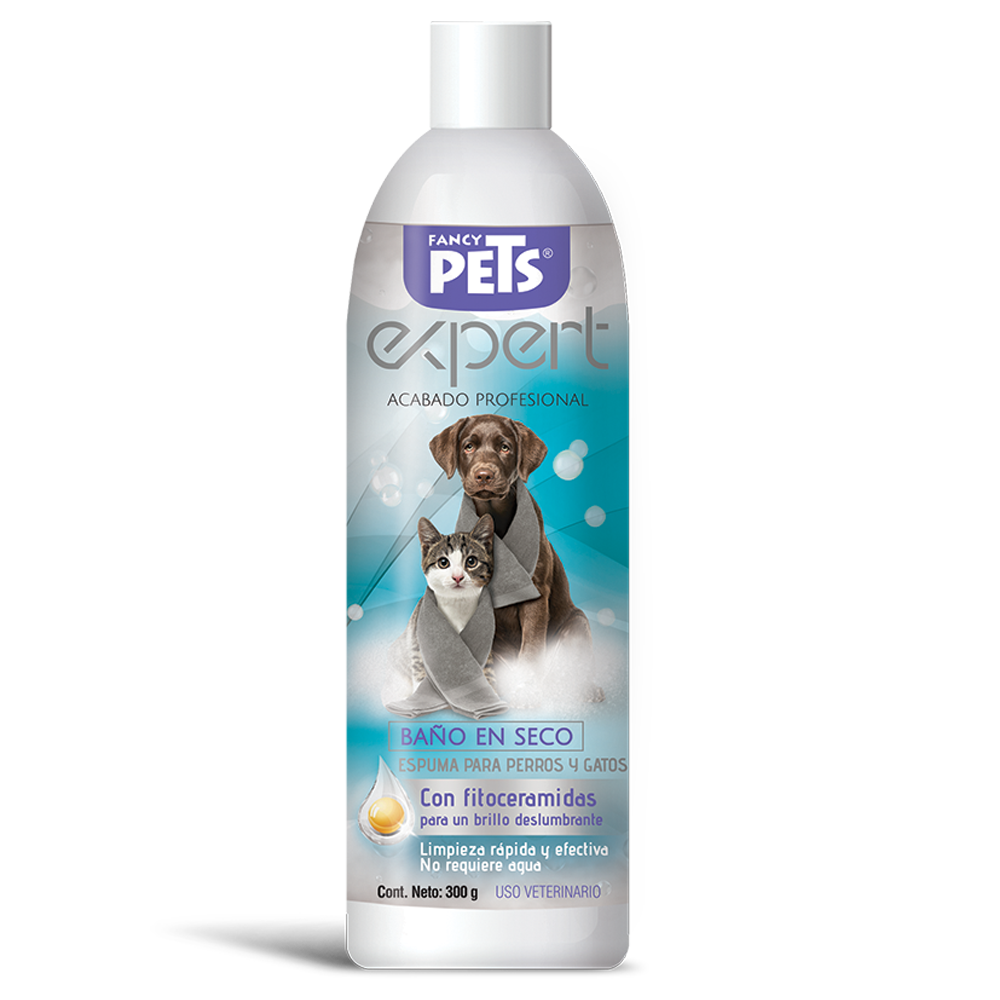 FANCY
PETS®
expert
ACABADO PROFESIONAL
BAÑO EN SECO
ESPUMA PARA PERROS Y GATOS
Con fitoceramidas
para un brillo deslumbrante
Limpieza rápida y efectiva
No requiere agua
Cont. Neto: 300 g USO VETERINARIO